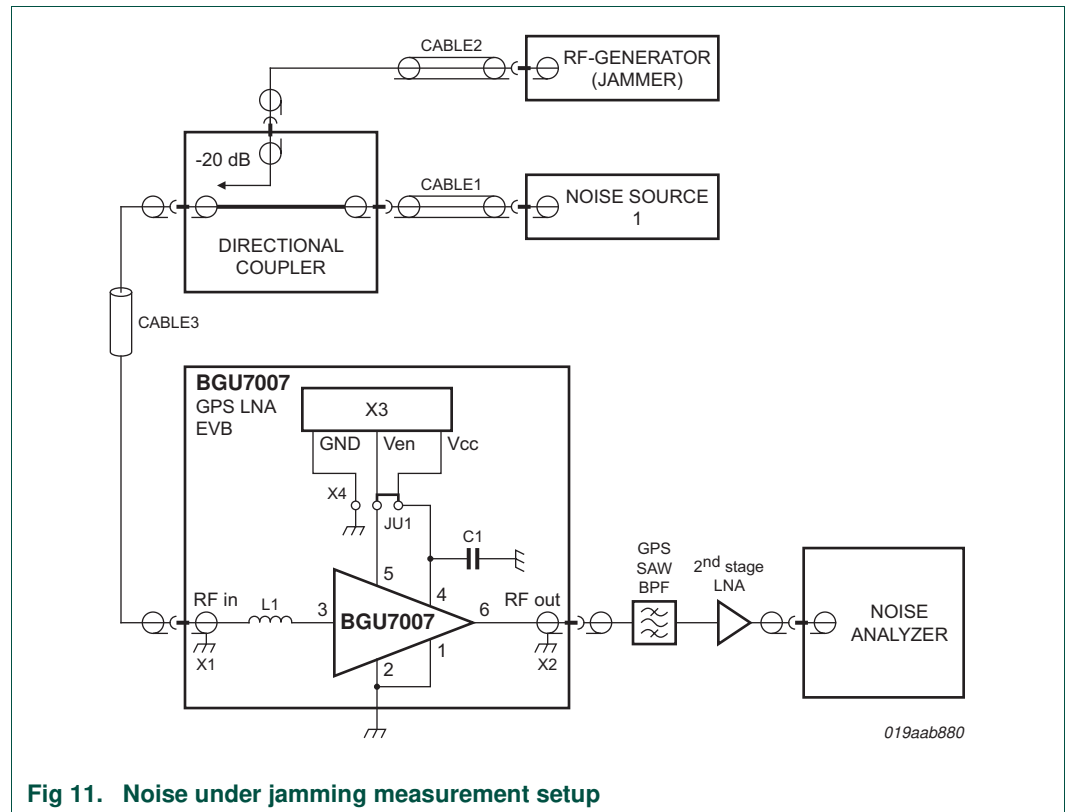 CABLE2
RF-GENERATOR
(JAMMER)
-20 dB
CABLE1
NOISE SOURCE
1
DIRECTIONAL
COUPLER
CABLE3
BGU7007
GPS LNA
EVB
X3
GND
Ven
Vcc
X4
JU1
C1
5
4
RF in
L1
3
BGU7007
6
RF out
X1
2
1
X2
GPS
SAW
BPF
2nd stage
LNA
NOISE
ANALYZER
019aab880
Fig 11. Noise under jamming measurement setup